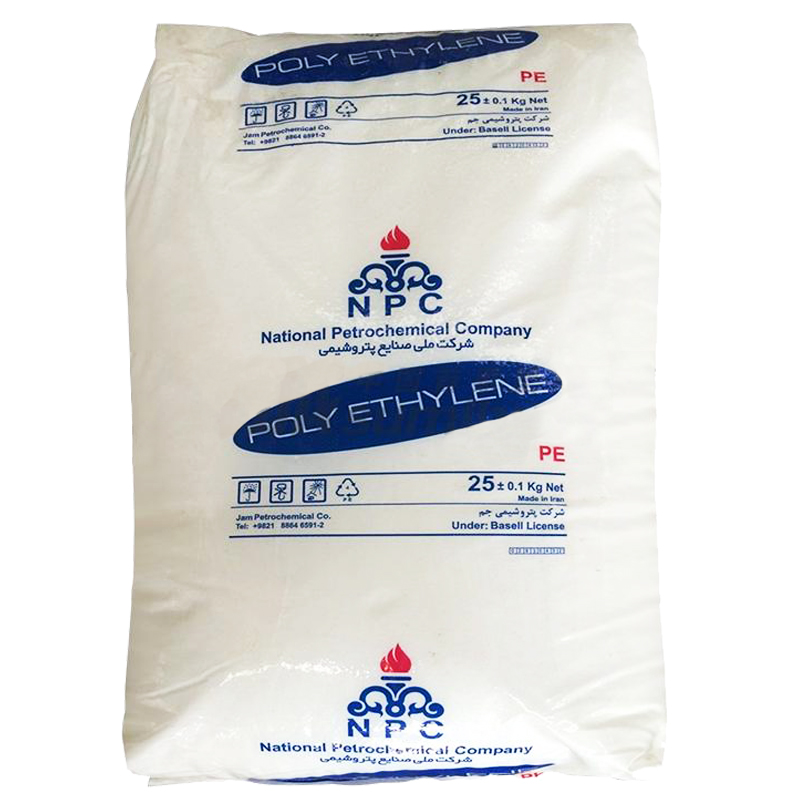 POLY ETHYLENE
PE
25 ± 0.1 Kg Net
Made in Iran
شرکت پتروشیمی جم
Jam Petrochemical Co.
Under: Basell License
Tel: +9821 8864 6591-2
NPC
National Petrochemical Company
شرکت ملی صنایع پتروشیمی
POLY ETHYLENE
PE
25 ± 0.1 Kg Net
Made in Iran
شرکت پتروشیمی جم
Jam Petrochemical Co.
Under: Basell License
Tel: +9821 8864 6591-2
NPC
National Petrochemical Company
شرکت ملی صنایع پتروشیمی
PE